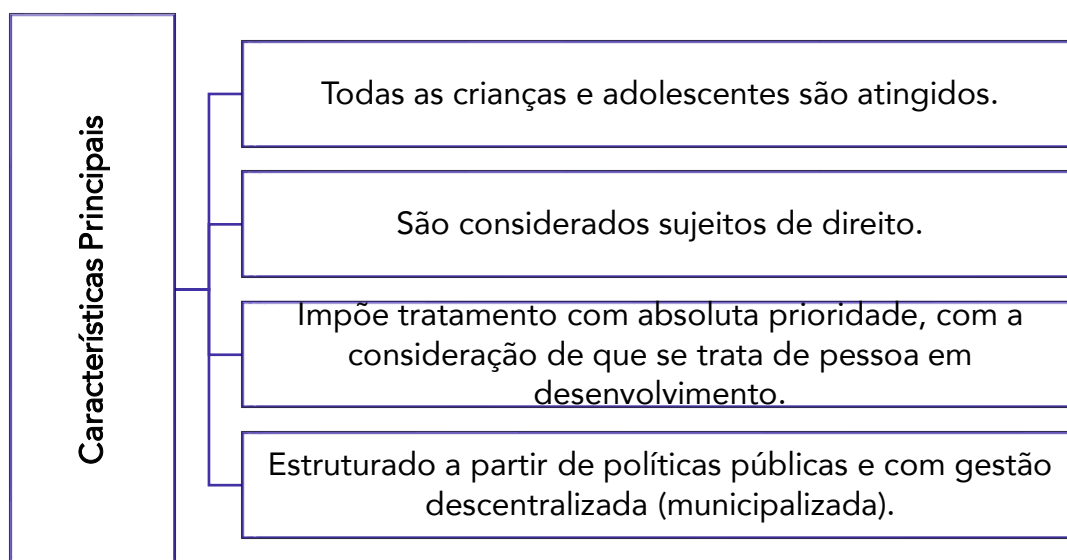 Características Principais
Todas as crianças e adolescentes são atingidos.
São considerados sujeitos de direito.
Impõe tratamento com absoluta prioridade, com a
consideração de que se trata de pessoa em
desenvolvimento.
Estruturado a partir de políticas públicas e com gestão
descentralizada (municipalizada).